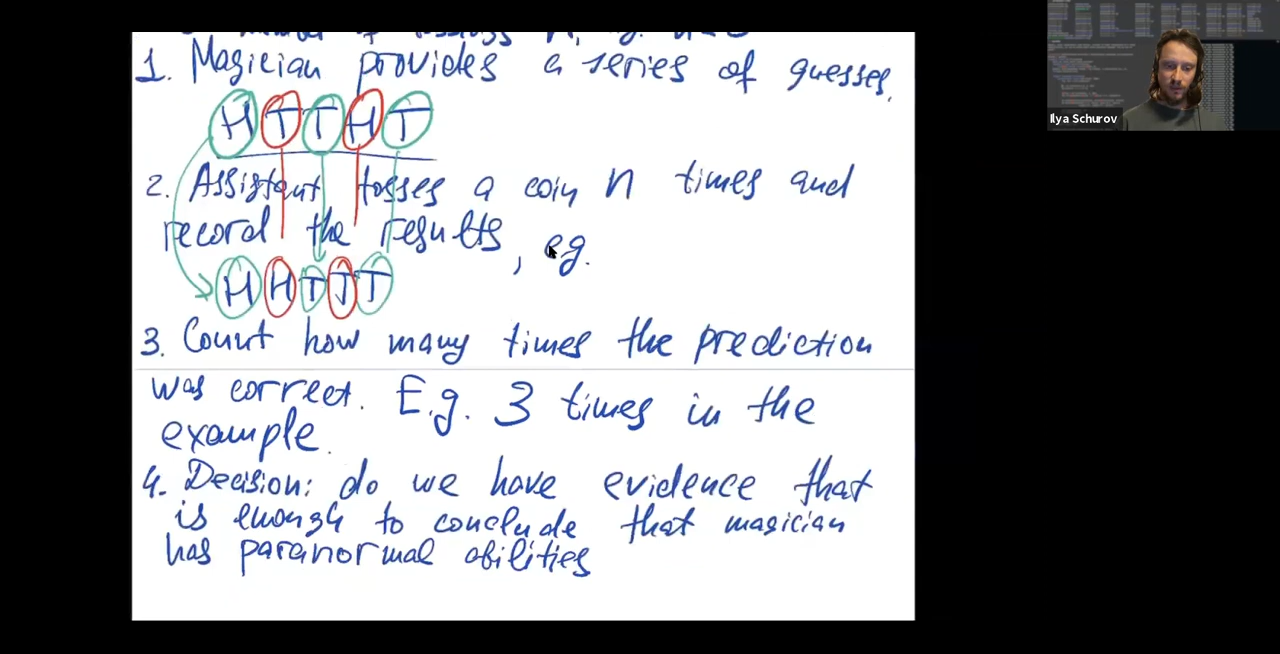 1. Magician provides a series of guesses.
H T T H T
2. Assistant tosses a coin n times and
record the results, eg.
H H T T T
3. Count how many times the prediction
was correct. E.g. 3 times in the
example.
4. Decision: do we have evidence that
is enough to conclude that magician
has paranormal abilities
Ilya Schurov